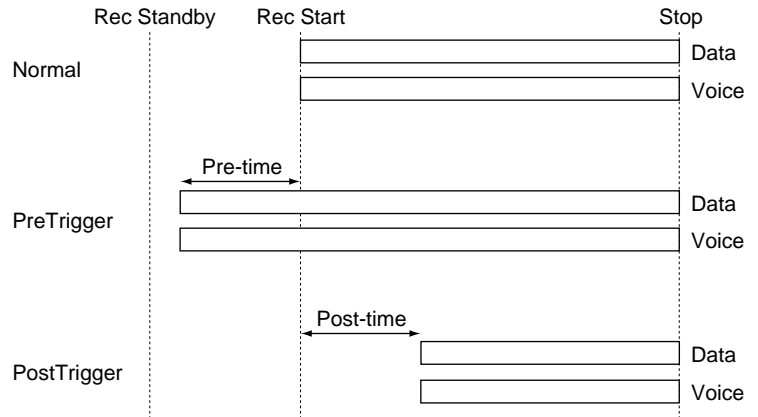 Rec Standby Rec Start Stop
Normal
Data
Voice
Pre-time
PreTrigger
Data
Voice
Post-time
PostTrigger
Data
Voice